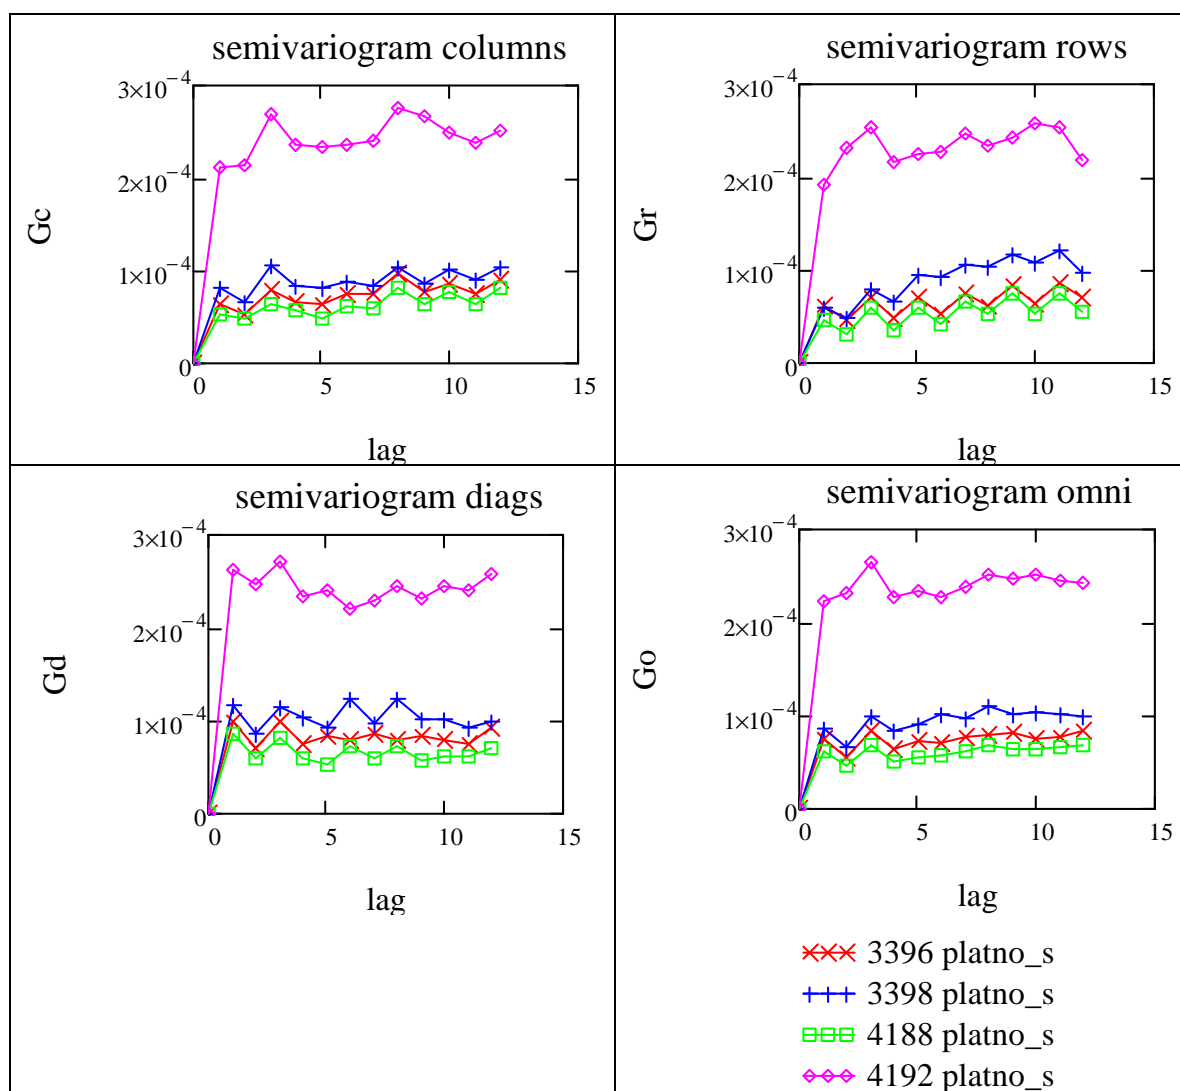 semivariogram columns
3×10⁻⁴
2×10⁻⁴
1×10⁻⁴
0
0 5 10 15
Gc
lag
semivariogram rows
3×10⁻⁴
2×10⁻⁴
1×10⁻⁴
0
0 5 10 15
Gr
lag
semivariogram diags
3×10⁻⁴
2×10⁻⁴
1×10⁻⁴
0
0 5 10 15
Gd
lag
semivariogram omni
3×10⁻⁴
2×10⁻⁴
1×10⁻⁴
0
0 5 10 15
Go
lag
3396 platno_s
3398 platno_s
4188 platno_s
4192 platno_s